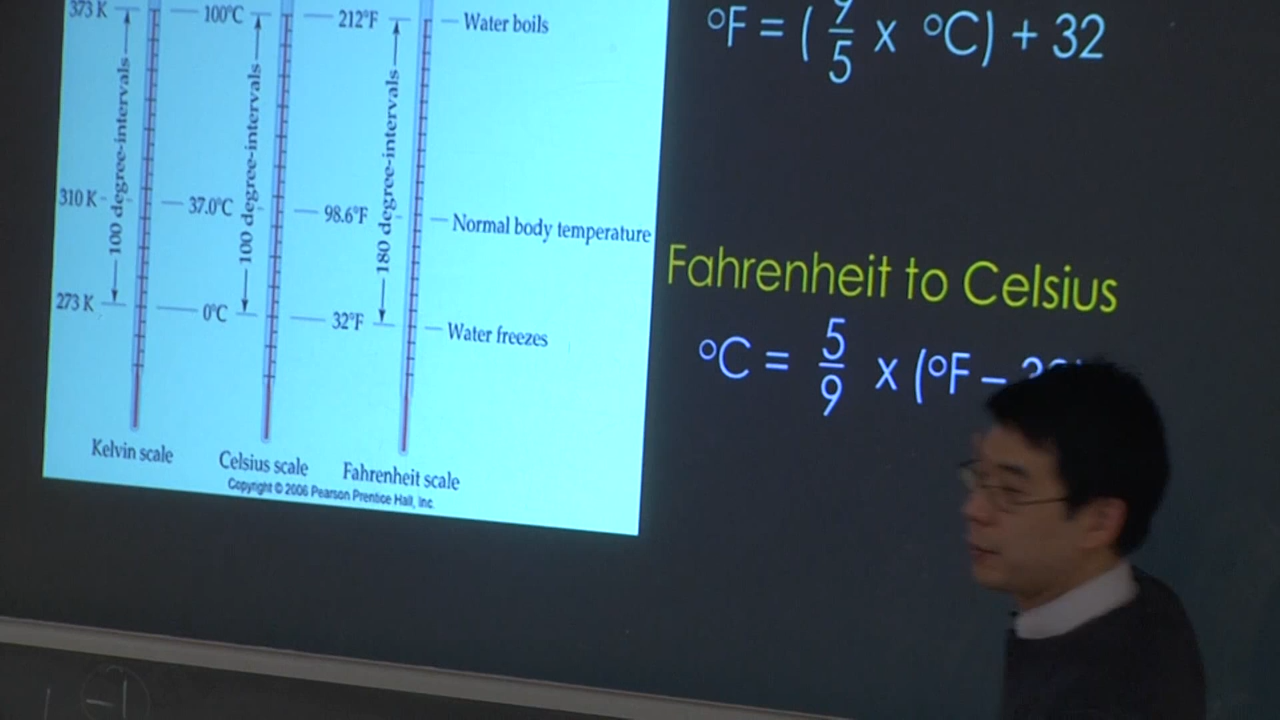 373 K
100°C
212°F
Water boils
100 degree-intervals
100 degree-intervals
180 degree-intervals
310 K
37.0°C
98.6°F
Normal body temperature
273 K
0°C
32°F
Water freezes
Kelvin scale
Celsius scale
Fahrenheit scale
Copyright © 2006 Pearson Prentice Hall, Inc.
°F = ( 9/5 x °C) + 32
Fahrenheit to Celsius
°C = 5/9 x (°F –
-1